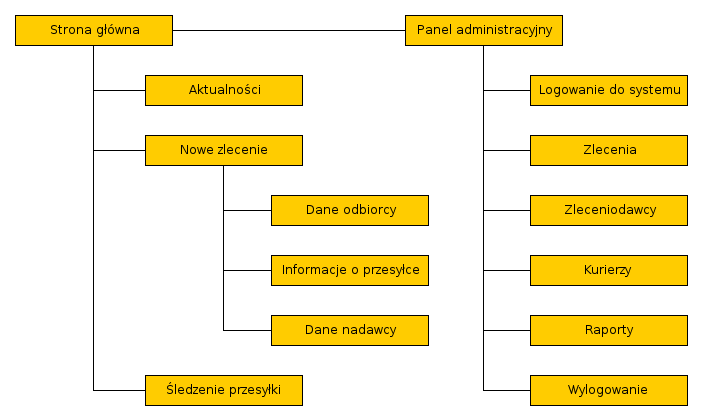 Strona główna
Panel administracyjny
Aktualności
Logowanie do systemu
Nowe zlecenie
Zlecenia
Dane odbiorcy
Zleceniodawcy
Informacje o przesyłce
Kurierzy
Dane nadawcy
Raporty
Śledzenie przesyłki
Wylogowanie